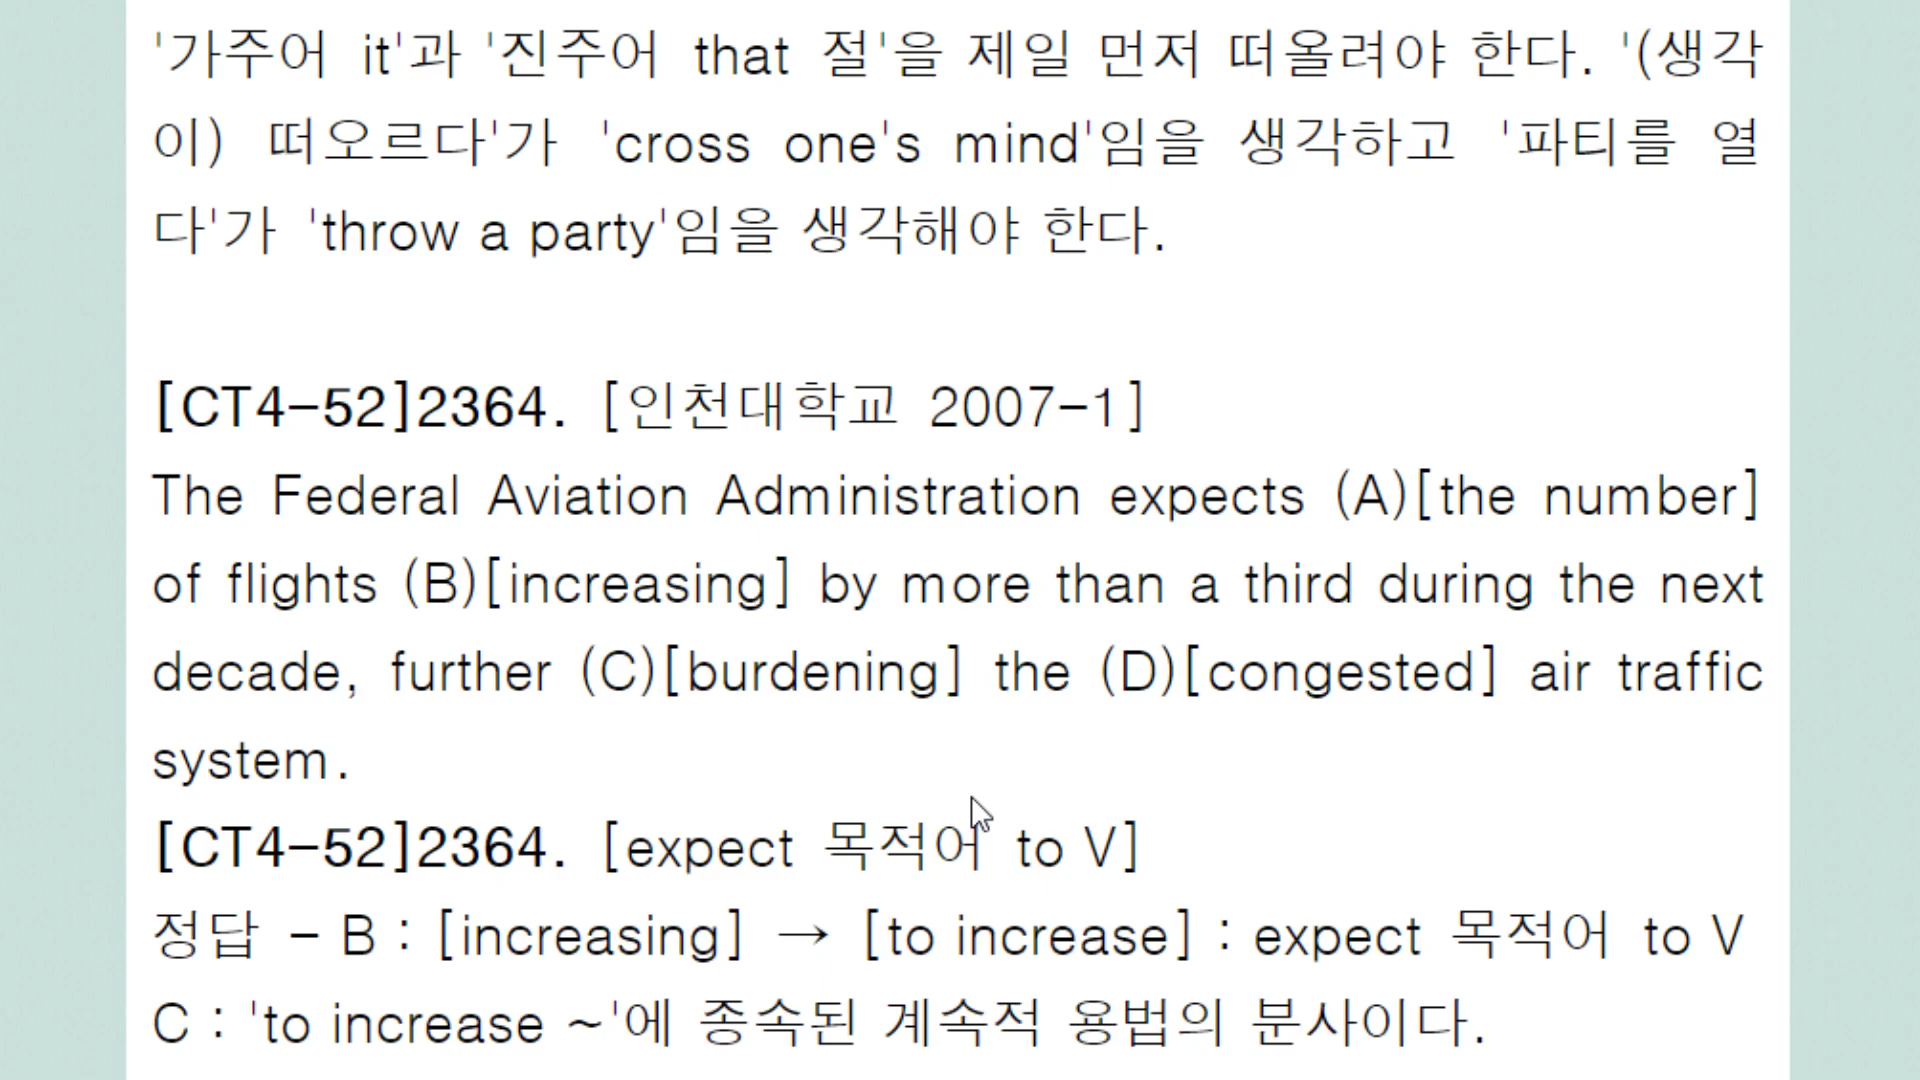 '가주어 it'과 '진주어 that 절'을 제일 먼저 떠올려야 한다. '(생각
이) 떠오르다'가 'cross one's mind'임을 생각하고 '파티를 열
다'가 'throw a party'임을 생각해야 한다.
[CT4-52]2364. [인천대학교 2007-1]
The Federal Aviation Administration expects (A)[the number]
of flights (B)[increasing] by more than a third during the next
decade, further (C)[burdening] the (D)[congested] air traffic
system.
[CT4-52]2364. [expect 목적어 to V]
정답 - B : [increasing] → [to increase] : expect 목적어 to V
C : 'to increase ~'에 종속된 계속적 용법의 분사이다.